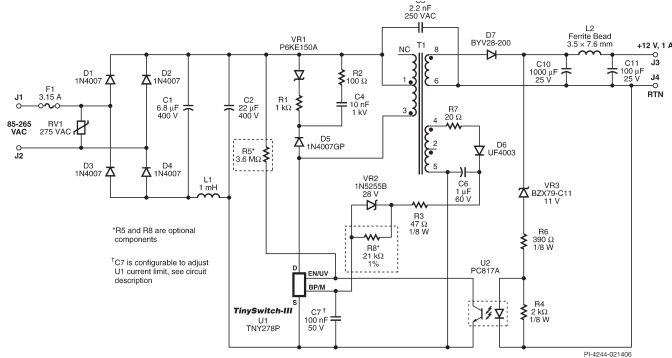 C5
2.2 nF
250 VAC
D7
BYV28-200
L2
Ferrite Bead
3.5 × 7.6 mm
+12 V, 1 A
J3
J4
RTN
VR1
P6KE150A
NC
T1
8
6
1
3
4
2
5
C10
1000 µF
25 V
C11
100 µF
25 V
D1
1N4007
D2
1N4007
R2
100 Ω
R1
1 kΩ
C4
10 nF
1 kV
F1
3.15 A
J1
85-265
VAC
J2
RV1
275 VAC
C1
6.8 µF
400 V
C2
22 µF
400 V
R7
20 Ω
D5
1N4007GP
D6
UF4003
R5*
3.6 MΩ
D3
1N4007
D4
1N4007
L1
1 mH
VR2
1N5255B
28 V
C6
1 µF
60 V
VR3
BZX79-C11
11 V
R3
47 Ω
1/8 W
R6
390 Ω
1/8 W
R8*
21 kΩ
1%
*R5 and R8 are optional
components
†C7 is configurable to adjust
U1 current limit, see circuit
description
U2
PC817A
D
EN/UV
BP/M
S
TinySwitch-III
U1
TNY278P
C7†
100 nF
50 V
R4
2 kΩ
1/8 W
PI-4244-021406